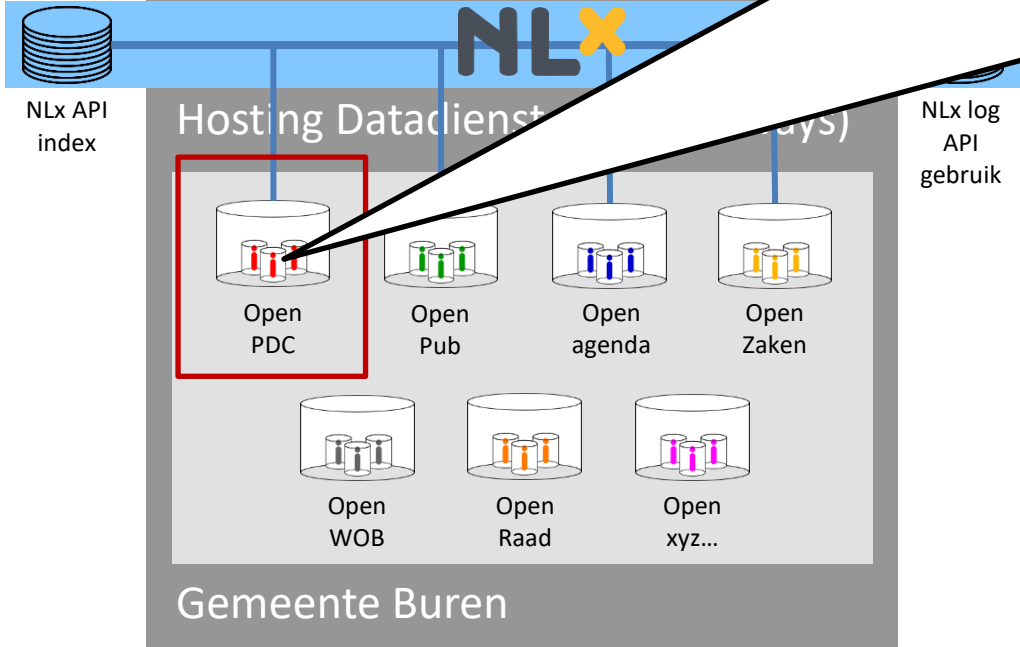 NLx
NLx API
index
Hosting Datadienst
ays)
NLx log
API
gebruik
Open
PDC
Open
Pub
Open
agenda
Open
Zaken
Open
WOB
Open
Raad
Open
xyz…
Gemeente Buren